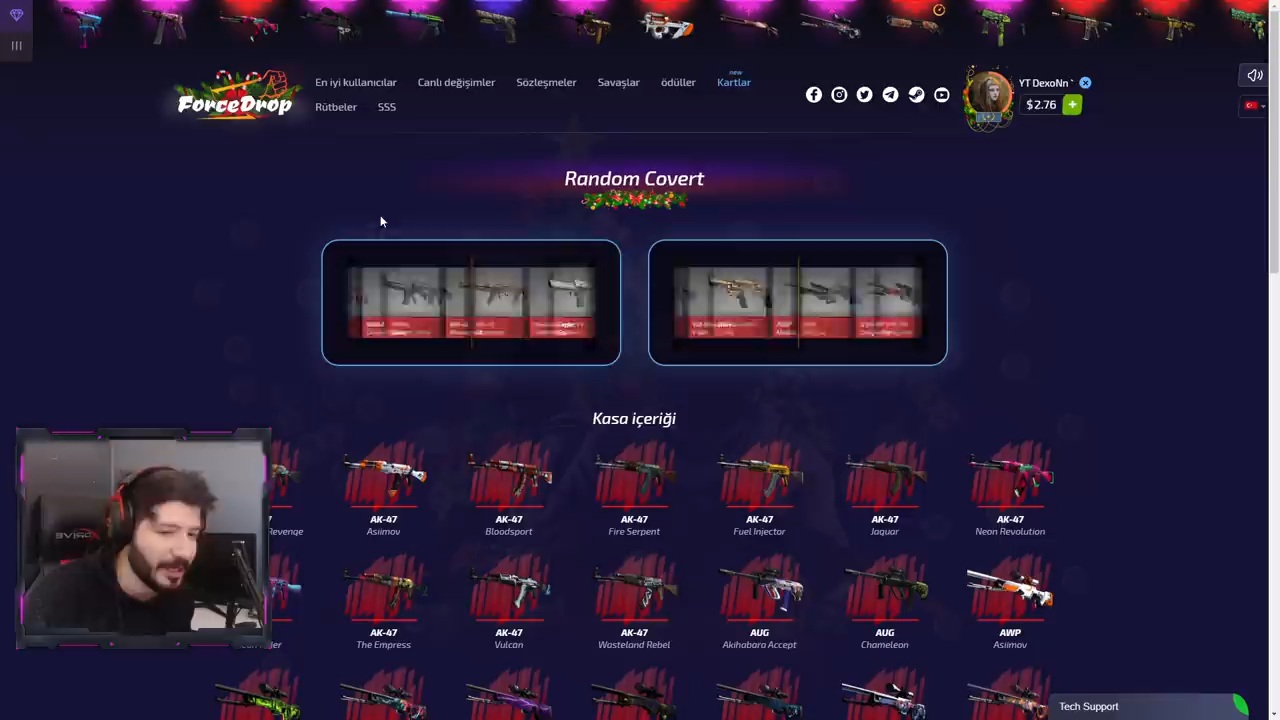 ForceDrop
En iyi kullanıcılar
Canlı değişimler
Sözleşmeler
Savaşlar
ödüller
new
Kartlar
Rütbeler
SSS
YT DexoNn `
$2.76
+
Random Covert
Kasa içeriği
Revenge
AK-47
Asiimov
AK-47
Bloodsport
AK-47
Fire Serpent
AK-47
Fuel Injector
AK-47
Jaguar
AK-47
Neon Revolution
AK-47
The Empress
AK-47
Vulcan
AK-47
Wasteland Rebel
AUG
Akihabara Accept
AUG
Chameleon
AWP
Asiimov
Tech Support